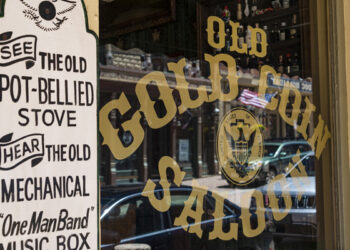 SEE THE OLD
POT-BELLIED
STOVE
HEAR THE OLD
MECHANICAL
"One Man Band"
MUSIC BOX
OLD
GOLD COIN
SALOON